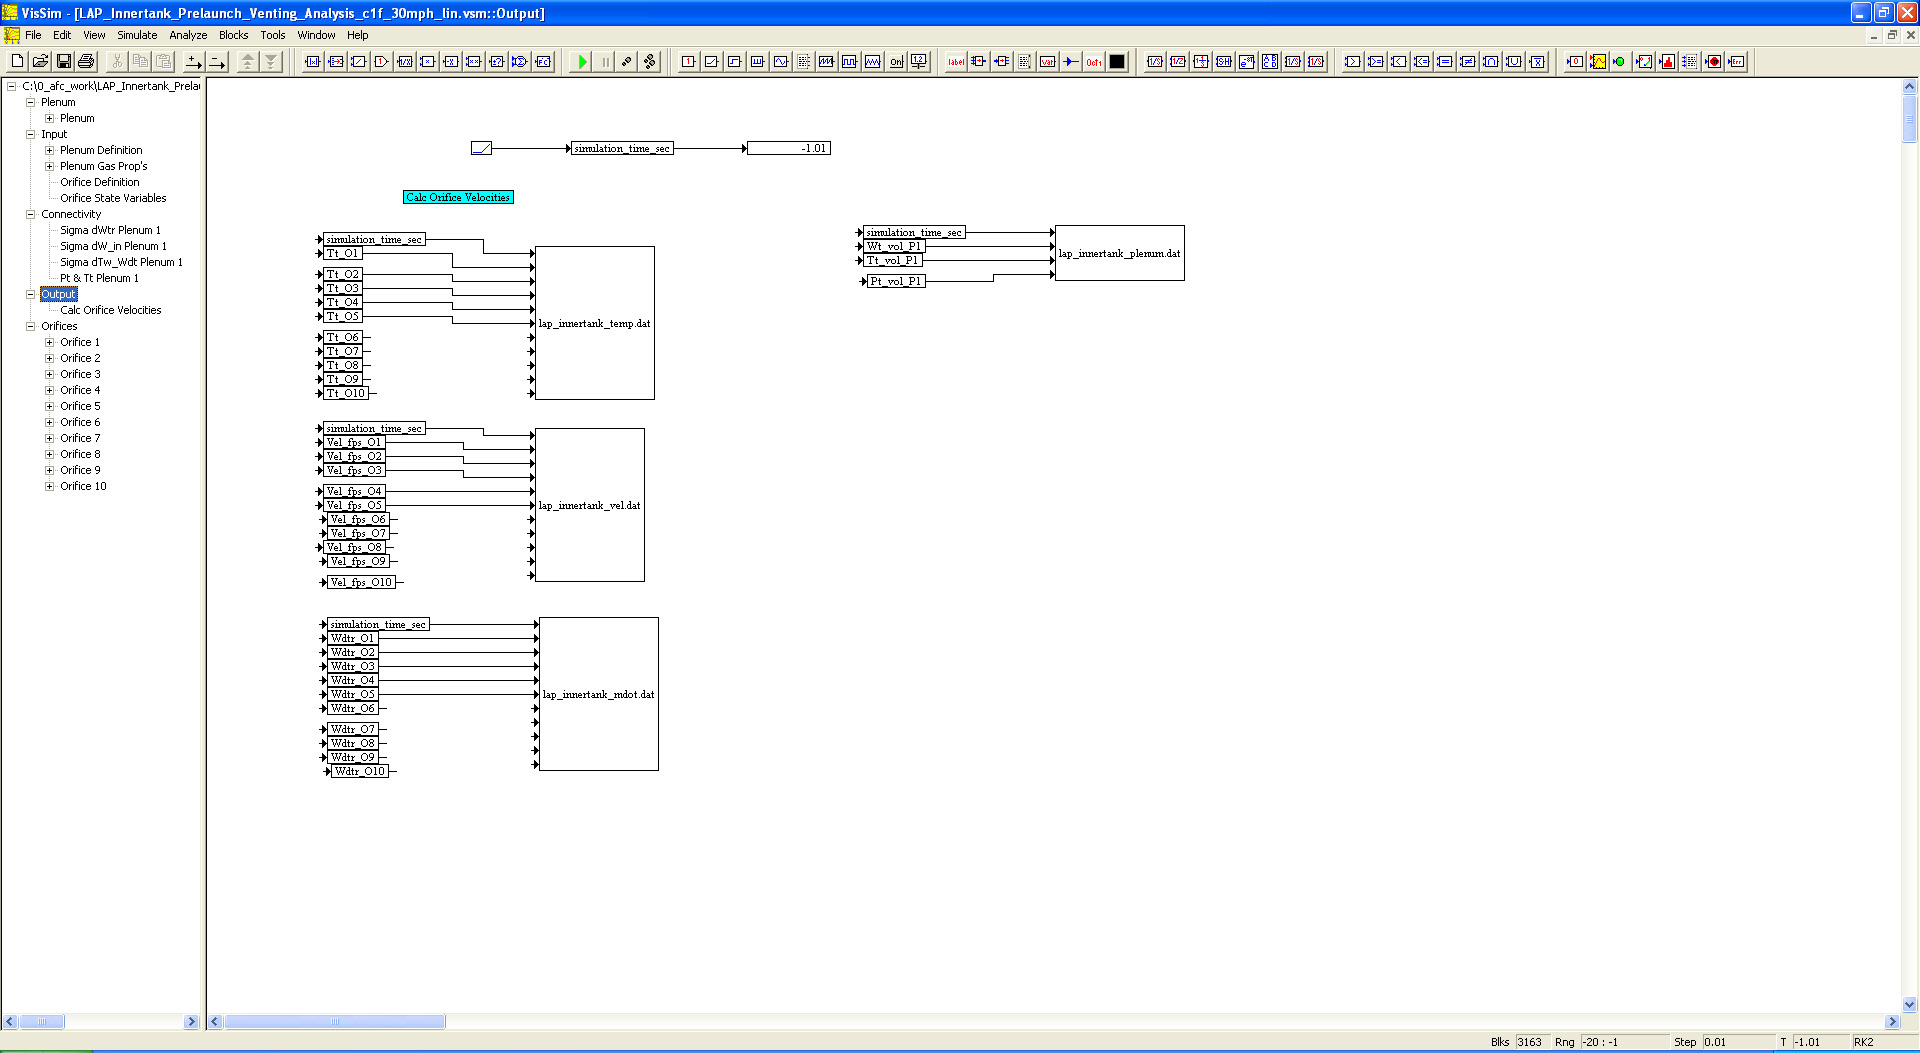 VisSim - [LAP_Innertank_Prelaunch_Venting_Analysis_c1f_30mph_lin.vsm::Output]
File Edit View Simulate Analyze Blocks Tools Window Help
C:\0_afc_work\LAP_Innertank_Prelau
Plenum
Plenum
Input
Plenum Definition
Plenum Gas Prop's
Orifice Definition
Orifice State Variables
Connectivity
Sigma dWtr Plenum 1
Sigma dW_in Plenum 1
Sigma dTw_Wdt Plenum 1
Pt & Tt Plenum 1
Output
Calc Orifice Velocities
Orifices
Orifice 1
Orifice 2
Orifice 3
Orifice 4
Orifice 5
Orifice 6
Orifice 7
Orifice 8
Orifice 9
Orifice 10
simulation_time_sec -1.01
Calc Orifice Velocities
simulation_time_sec
Tt_O1
Tt_O2
Tt_O3
Tt_O4
Tt_O5
Tt_O6
Tt_O7
Tt_O8
Tt_O9
Tt_O10
lap_innertank_temp.dat
simulation_time_sec
Vel_fps_O1
Vel_fps_O2
Vel_fps_O3
Vel_fps_O4
Vel_fps_O5
Vel_fps_O6
Vel_fps_O7
Vel_fps_O8
Vel_fps_O9
Vel_fps_O10
lap_innertank_vel.dat
simulation_time_sec
Wdtr_O1
Wdtr_O2
Wdtr_O3
Wdtr_O4
Wdtr_O5
Wdtr_O6
Wdtr_O7
Wdtr_O8
Wdtr_O9
Wdtr_O10
lap_innertank_mdot.dat
simulation_time_sec
Wt_vol_P1
Tt_vol_P1
Pt_vol_P1
lap_innertank_plenum.dat
Blks 3163 Rng -20 : -1 Step 0.01 T -1.01 RK2